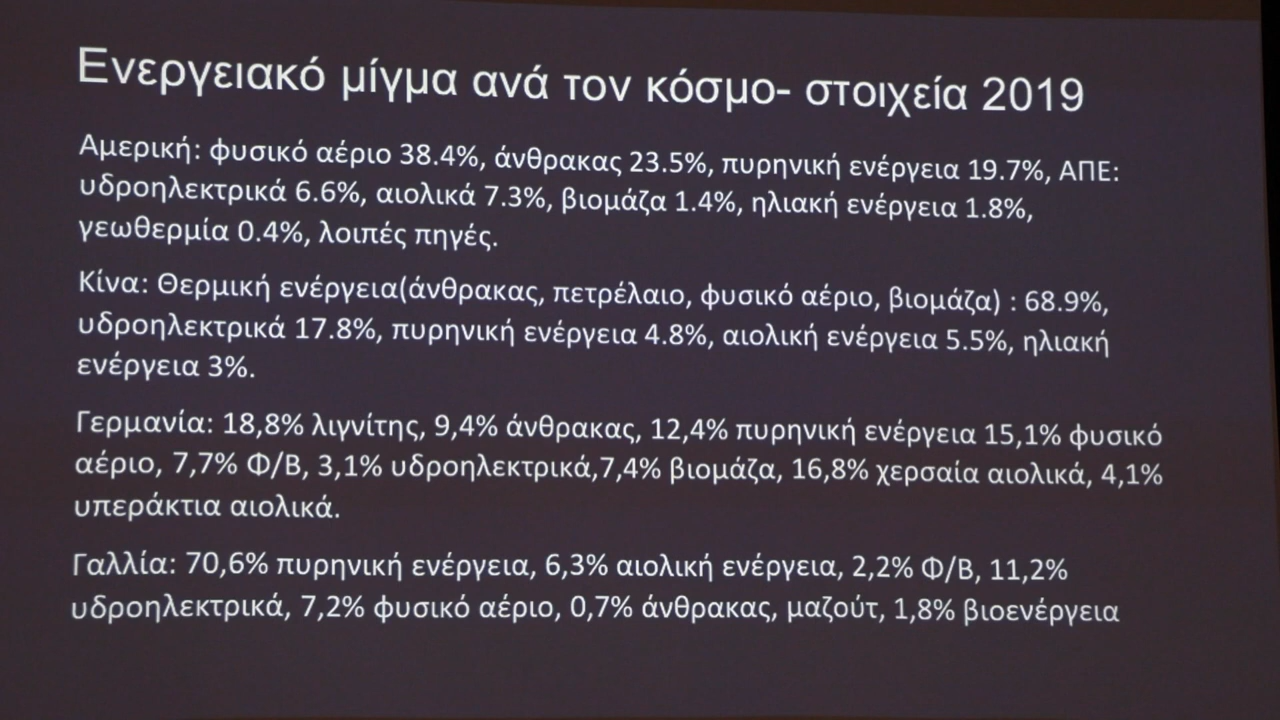 Ενεργειακό μίγμα ανά τον κόσμο- στοιχεία 2019
Αμερική: φυσικό αέριο 38.4%, άνθρακας 23.5%, πυρηνική ενέργεια 19.7%, ΑΠΕ:
υδροηλεκτρικά 6.6%, αιολικά 7.3%, βιομάζα 1.4%, ηλιακή ενέργεια 1.8%,
γεωθερμία 0.4%, λοιπές πηγές.
Κίνα: Θερμική ενέργεια(άνθρακας, πετρέλαιο, φυσικό αέριο, βιομάζα) : 68.9%,
υδροηλεκτρικά 17.8%, πυρηνική ενέργεια 4.8%, αιολική ενέργεια 5.5%, ηλιακή
ενέργεια 3%.
Γερμανία: 18,8% λιγνίτης, 9,4% άνθρακας, 12,4% πυρηνική ενέργεια 15,1% φυσικό
αέριο, 7,7% Φ/Β, 3,1% υδροηλεκτρικά,7,4% βιομάζα, 16,8% χερσαία αιολικά, 4,1%
υπεράκτια αιολικά.
Γαλλία: 70,6% πυρηνική ενέργεια, 6,3% αιολική ενέργεια, 2,2% Φ/Β, 11,2%
υδροηλεκτρικά, 7,2% φυσικό αέριο, 0,7% άνθρακας, μαζούτ, 1,8% βιοενέργεια